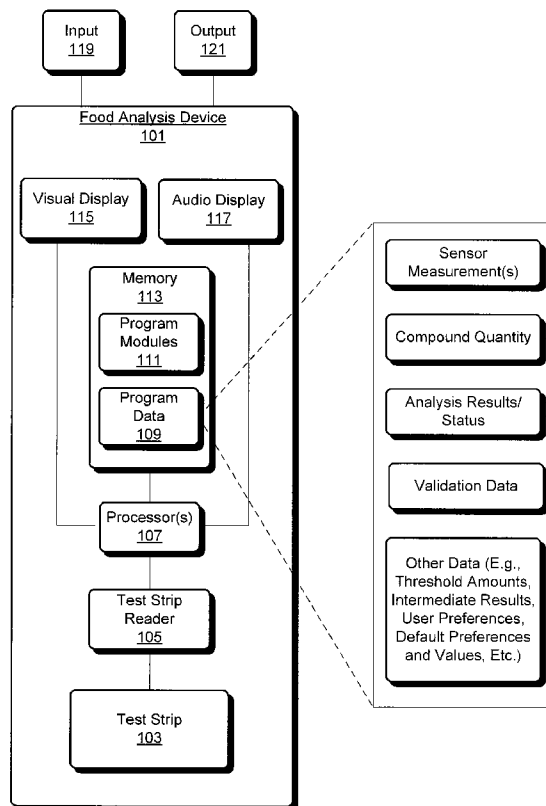 Input
119
Output
121
Food Analysis Device
101
Visual Display
115
Audio Display
117
Memory
113
Program
Modules
111
Program
Data
109
Processor(s)
107
Test Strip
Reader
105
Test Strip
103
Sensor
Measurement(s)
Compound Quantity
Analysis Results/
Status
Validation Data
Other Data (E.g.,
Threshold Amounts,
Intermediate Results,
User Preferences,
Default Preferences
and Values, Etc.)